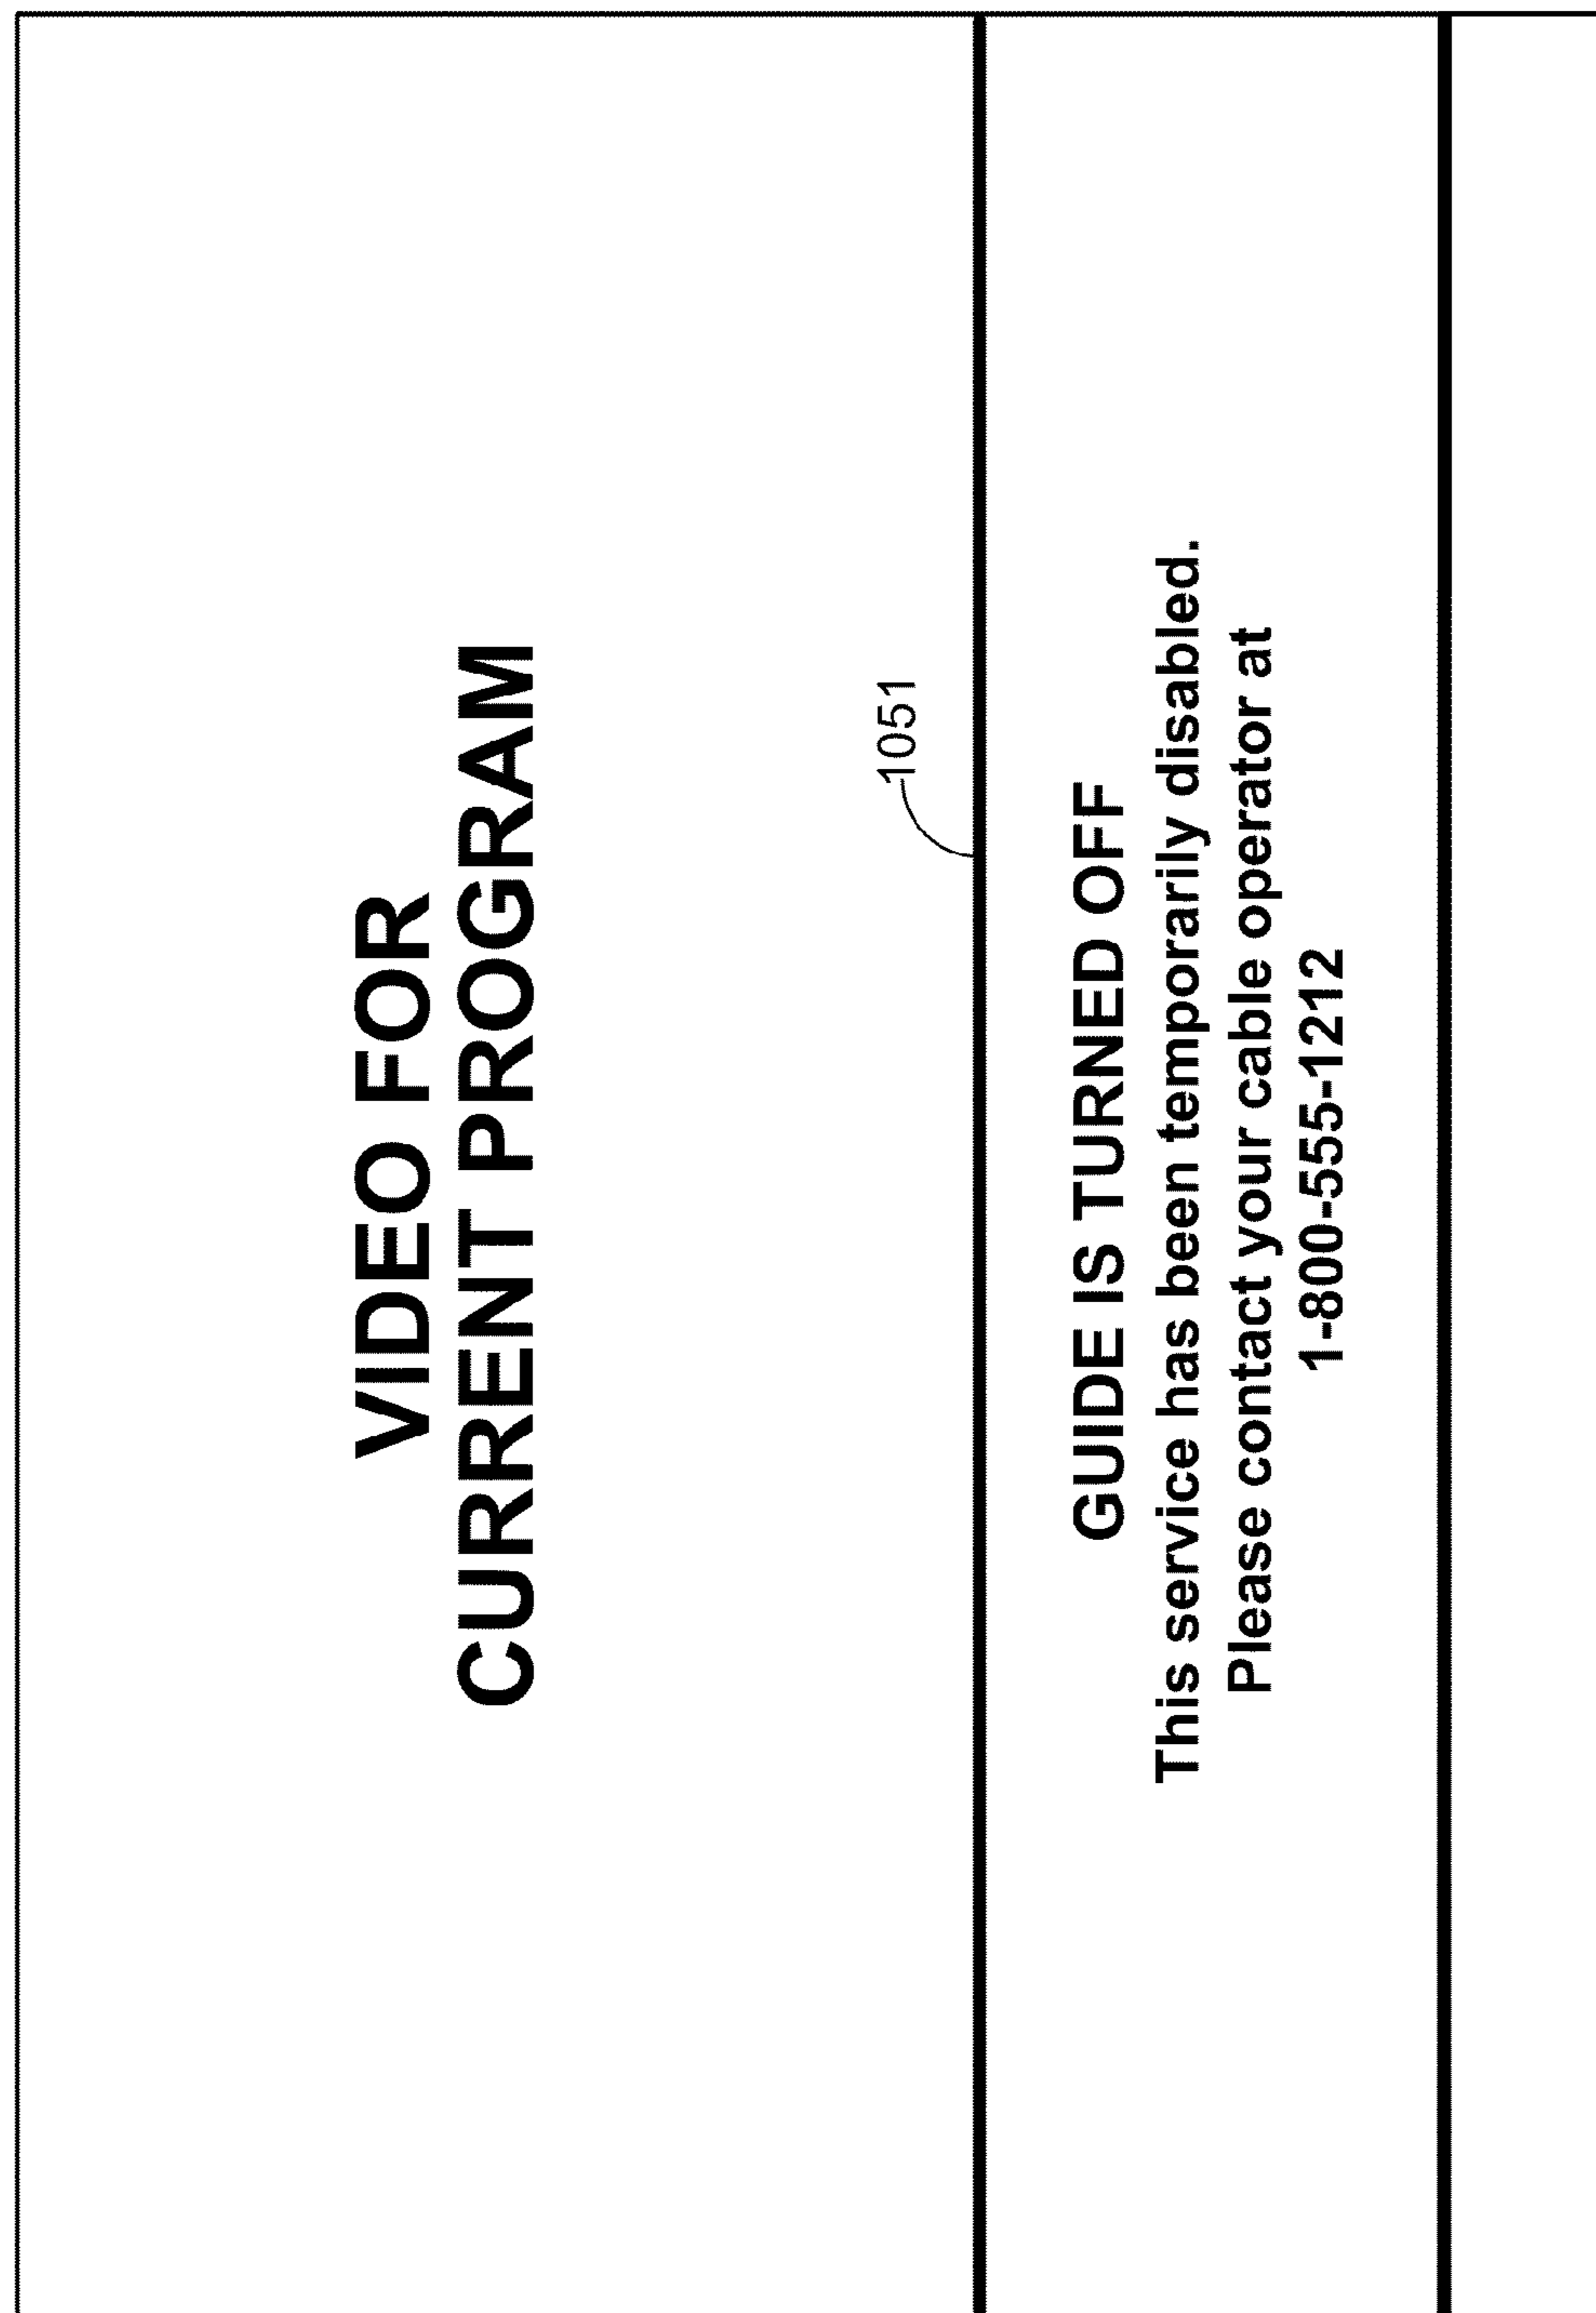 VIDEO FOR
CURRENT PROGRAM
1051
GUIDE IS TURNED OFF
This service has been temporarily disabled.
Please contact your cable operator at
1-800-555-1212